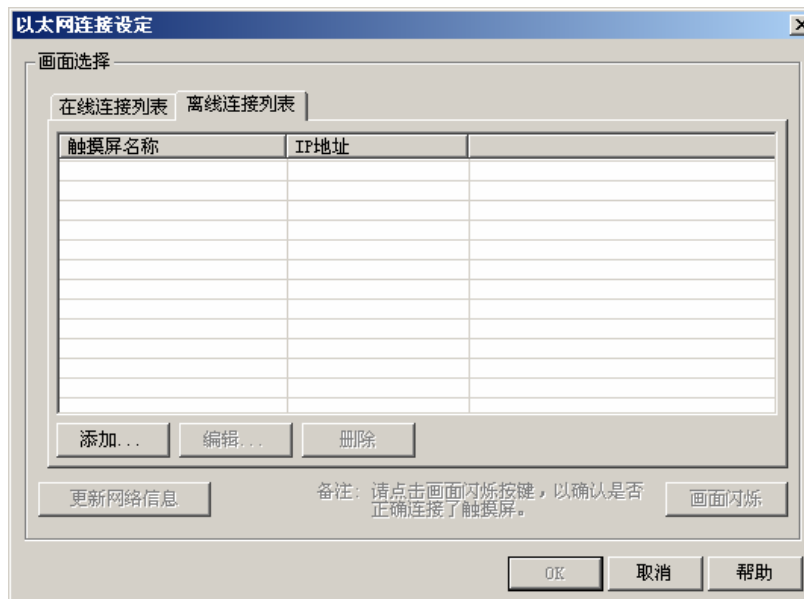 以太网连接设定
画面选择
在线连接列表 离线连接列表
触摸屏名称 IP地址
添加... 编辑... 删除
更新网络信息
备注: 请点击画面闪烁按键，以确认是否
正确连接了触摸屏。
画面闪烁
OK 取消 帮助